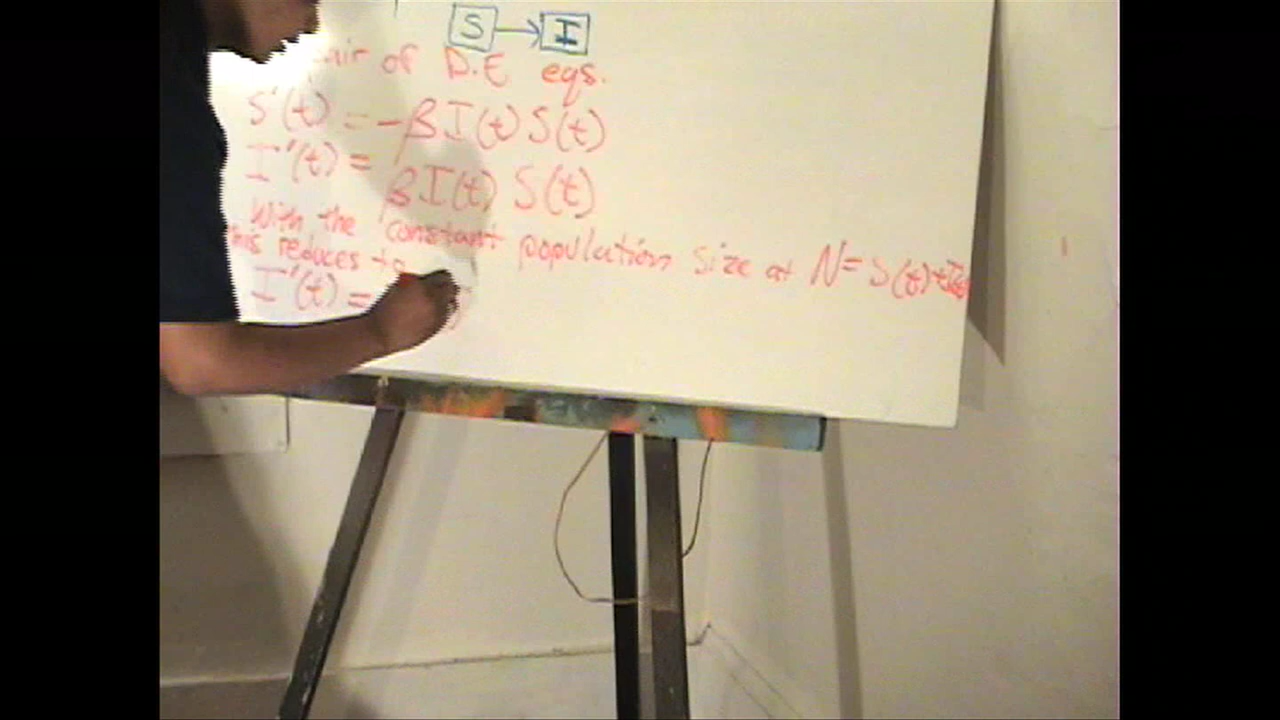 S → I
of D.E eqs.
S'(t) = -βI(t) S(t)
I'(t) = βI(t) S(t)
With the constant population size at N = S(t) + I(t)
this reduces to
I'(t) =